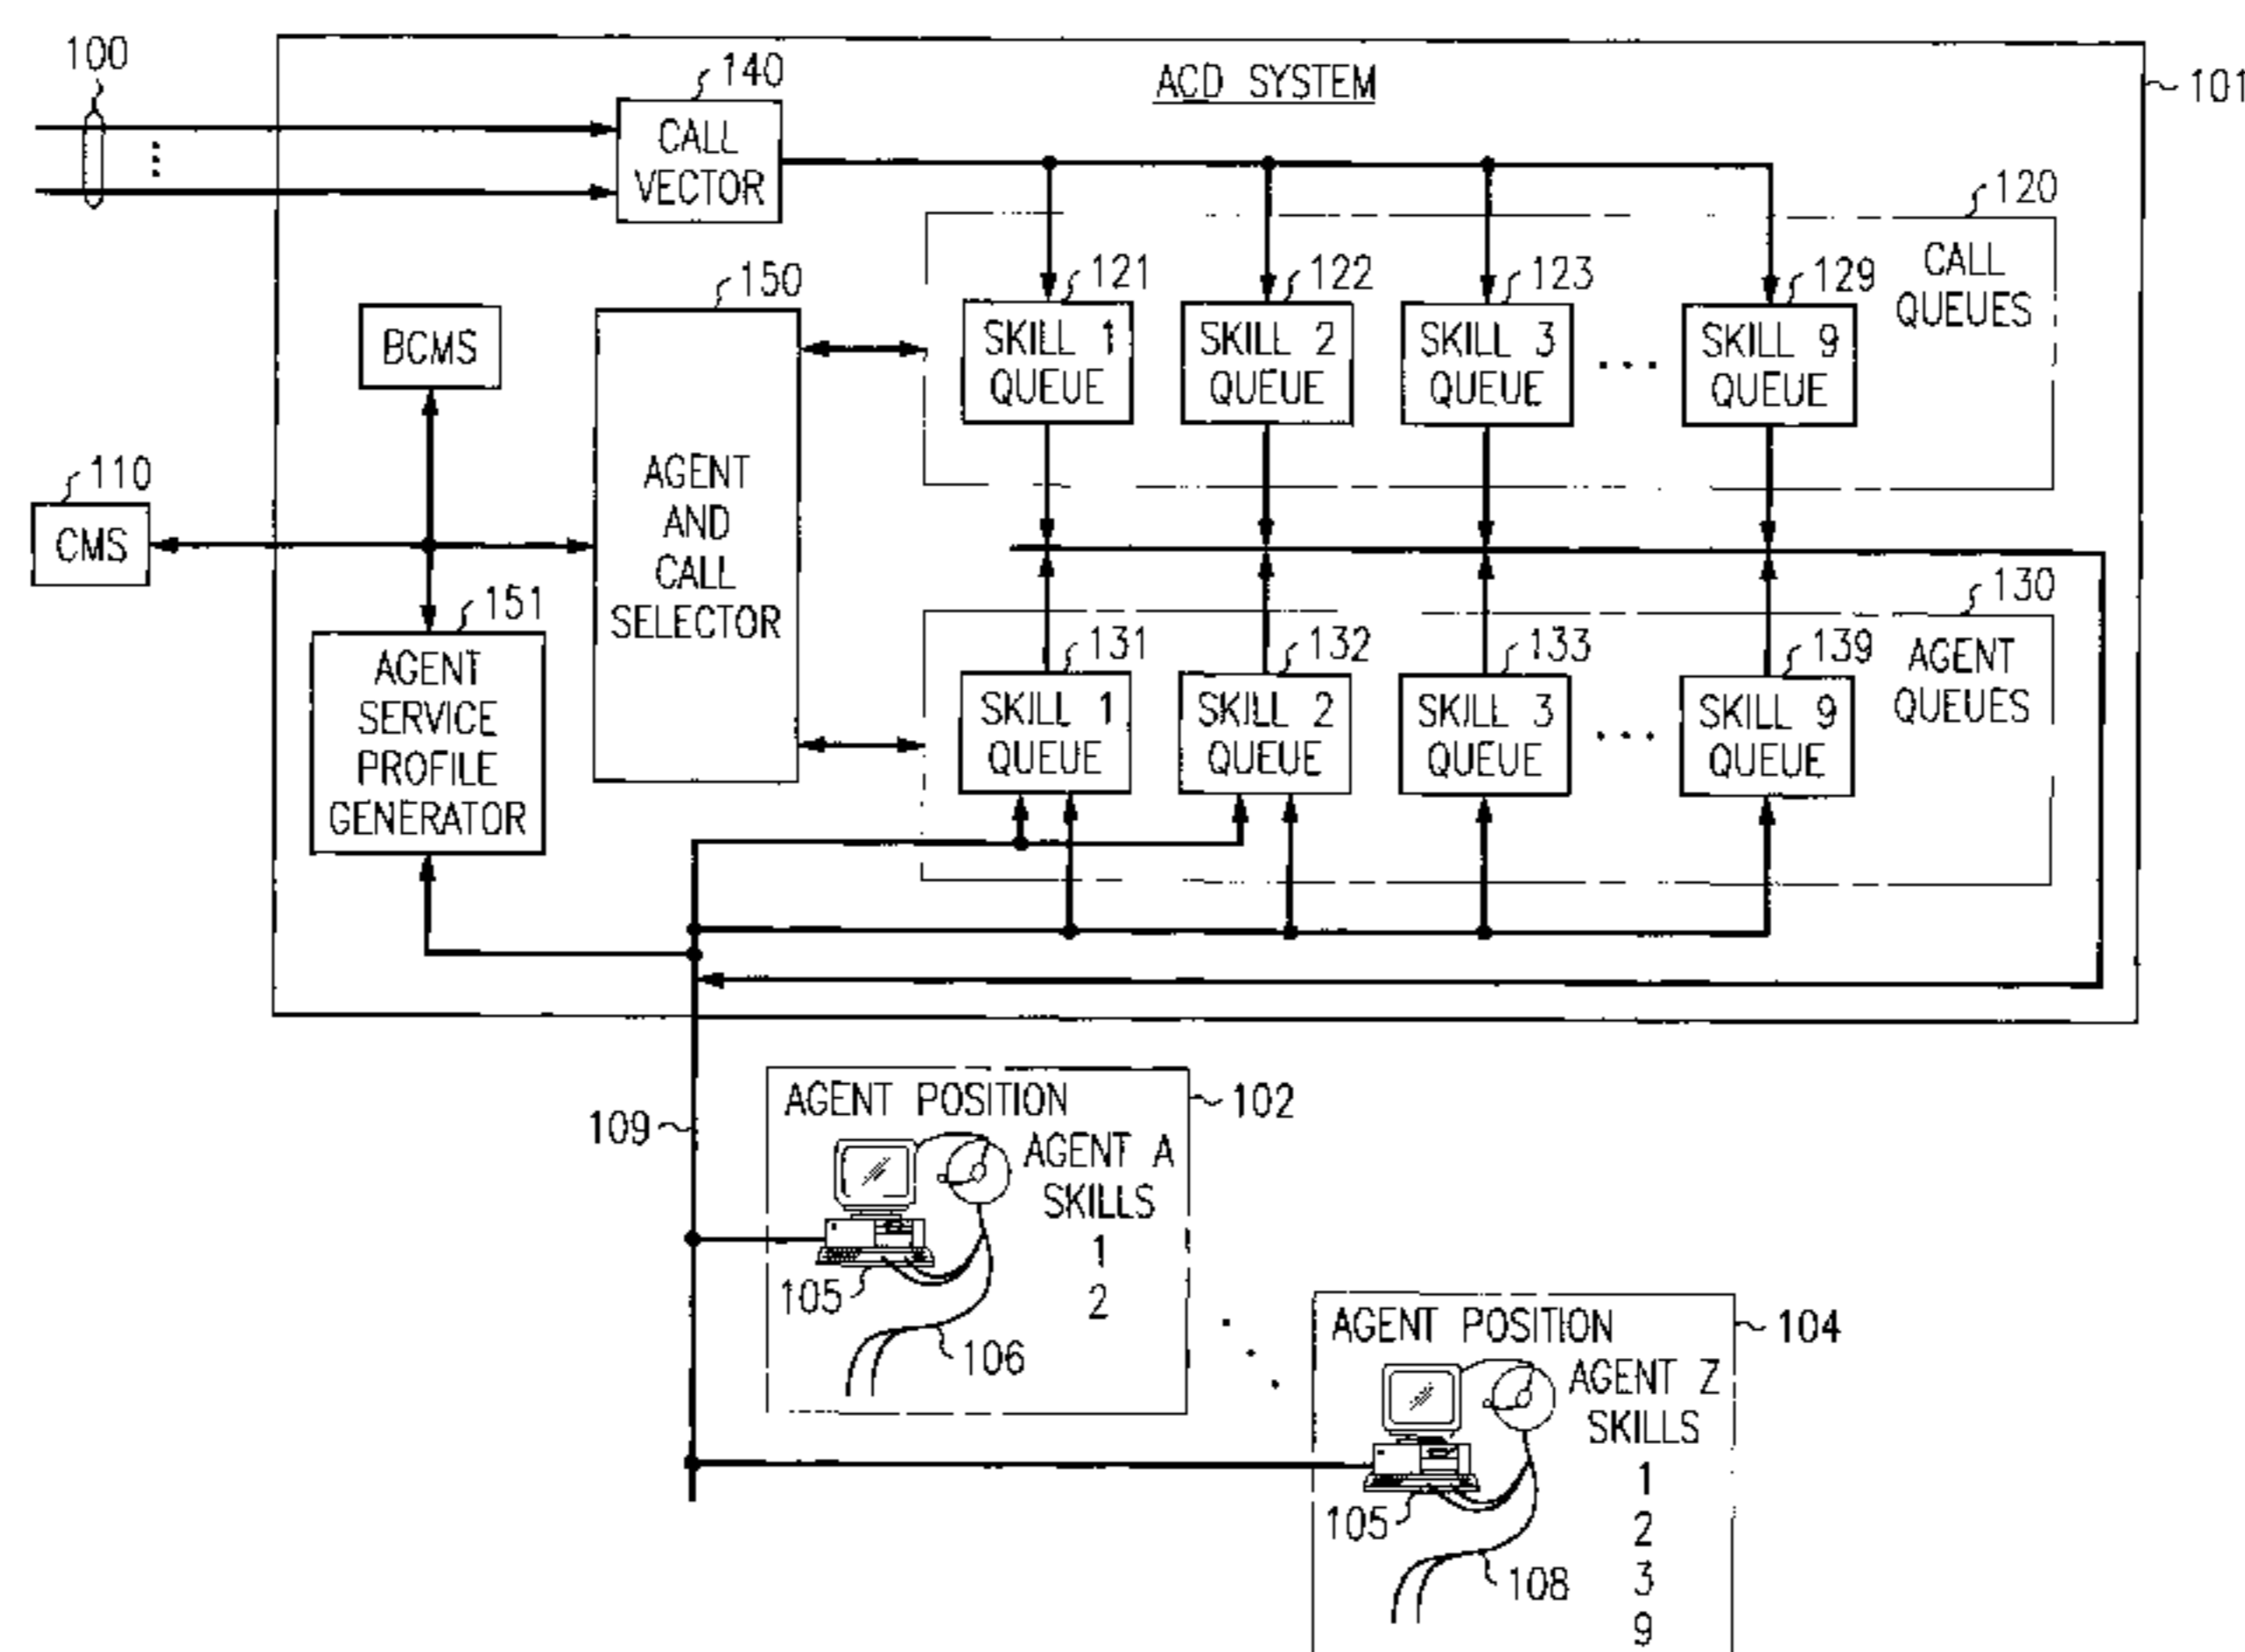 100
140
ACD SYSTEM
101
CALL
VECTOR
120
CALL
QUEUES
150
121
122
123
129
BCMS
SKILL 1
QUEUE
SKILL 2
QUEUE
SKILL 3
QUEUE
...
SKILL 9
QUEUE
110
CMS
AGENT
AND
CALL
SELECTOR
151
130
AGENT
SERVICE
PROFILE
GENERATOR
131
132
133
139
AGENT
QUEUES
SKILL 1
QUEUE
SKILL 2
QUEUE
SKILL 3
QUEUE
...
SKILL 9
QUEUE
109
AGENT POSITION
102
AGENT A
SKILLS
1
2
105
106
AGENT POSITION
104
AGENT Z
SKILLS
1
2
3
9
105
108